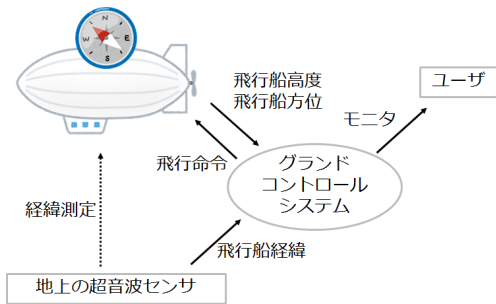 N
W
E
S
飛行船高度
飛行船方位
ユーザ
モニタ
飛行命令
グランド
コントロール
システム
経緯測定
飛行船経緯
地上の超音波センサ